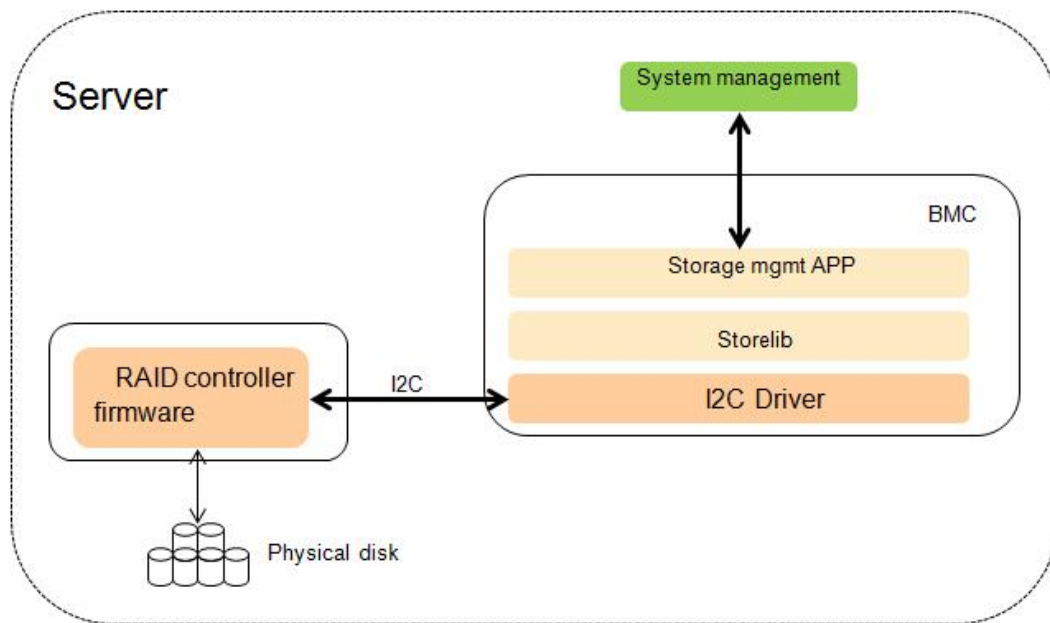 Server
System management
BMC
Storage mgmt APP
Storelib
I2C Driver
I2C
RAID controller
firmware
Physical disk